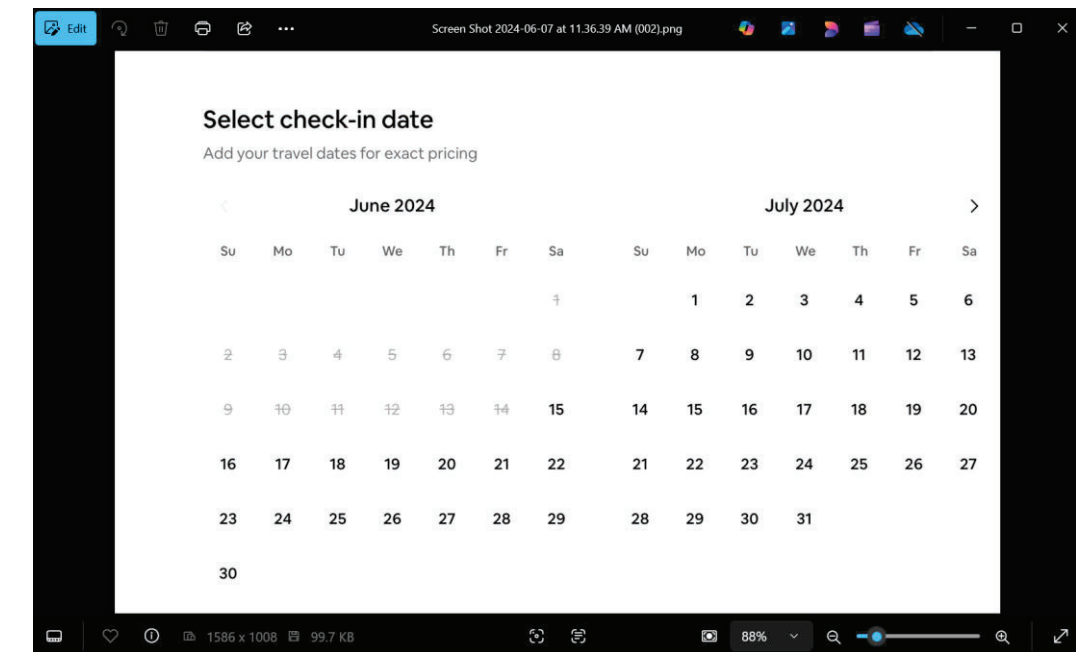 Edit
Screen Shot 2024-06-07 at 11.36.39 AM (002).png
Select check-in date
Add your travel dates for exact pricing
June 2024
Su Mo Tu We Th Fr Sa
1
2 3 4 5 6 7 8
9 10 11 12 13 14 15
16 17 18 19 20 21 22
23 24 25 26 27 28 29
30
July 2024
Su Mo Tu We Th Fr Sa
1 2 3 4 5 6
7 8 9 10 11 12 13
14 15 16 17 18 19 20
21 22 23 24 25 26 27
28 29 30 31
1586 x 1008 99.7 KB
88%